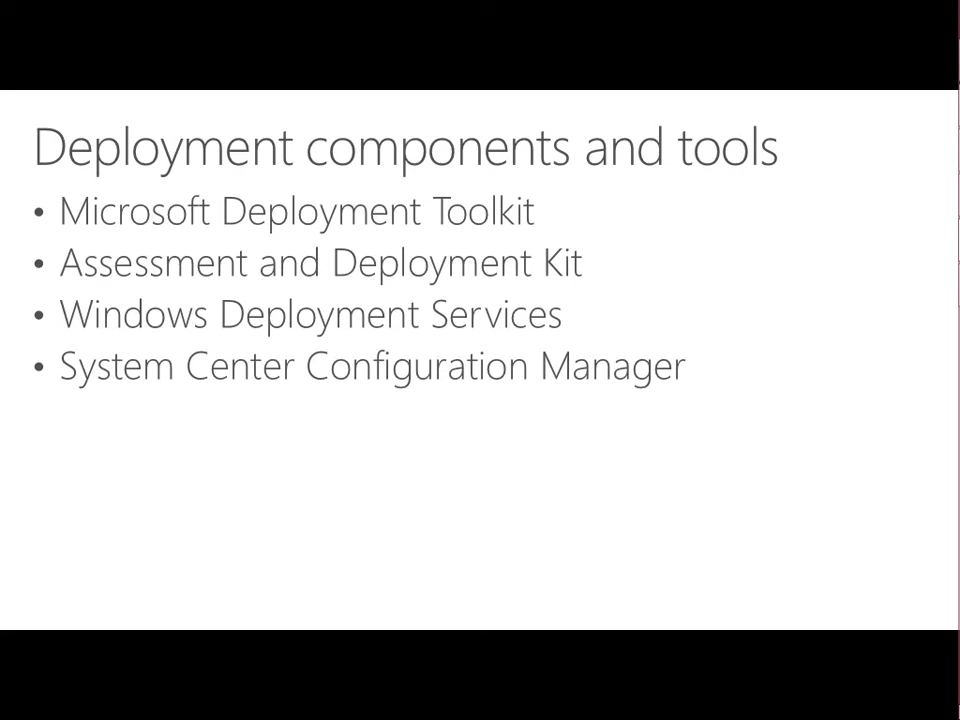 Deployment components and tools
• Microsoft Deployment Toolkit
• Assessment and Deployment Kit
• Windows Deployment Services
• System Center Configuration Manager